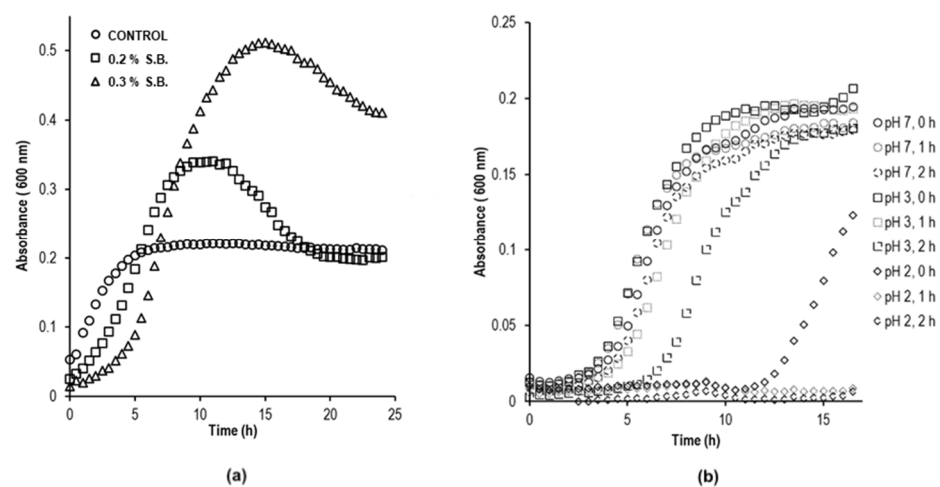 (a)
(b)
CONTROL
0.2 % S.B.
0.3 % S.B.
Absorbance ( 600 nm)
0.5
0.4
0.3
0.2
0.1
0
0 5 10 15 20 25
Time (h)
(a)
Absorbance (600 nm)
0.25
0.2
0.15
0.1
0.05
0
0 5 10 15
Time (h)
pH 7, 0 h
pH 7, 1 h
pH 7, 2 h
pH 3, 0 h
pH 3, 1 h
pH 3, 2 h
pH 2, 0 h
pH 2, 1 h
pH 2, 2 h
(b)